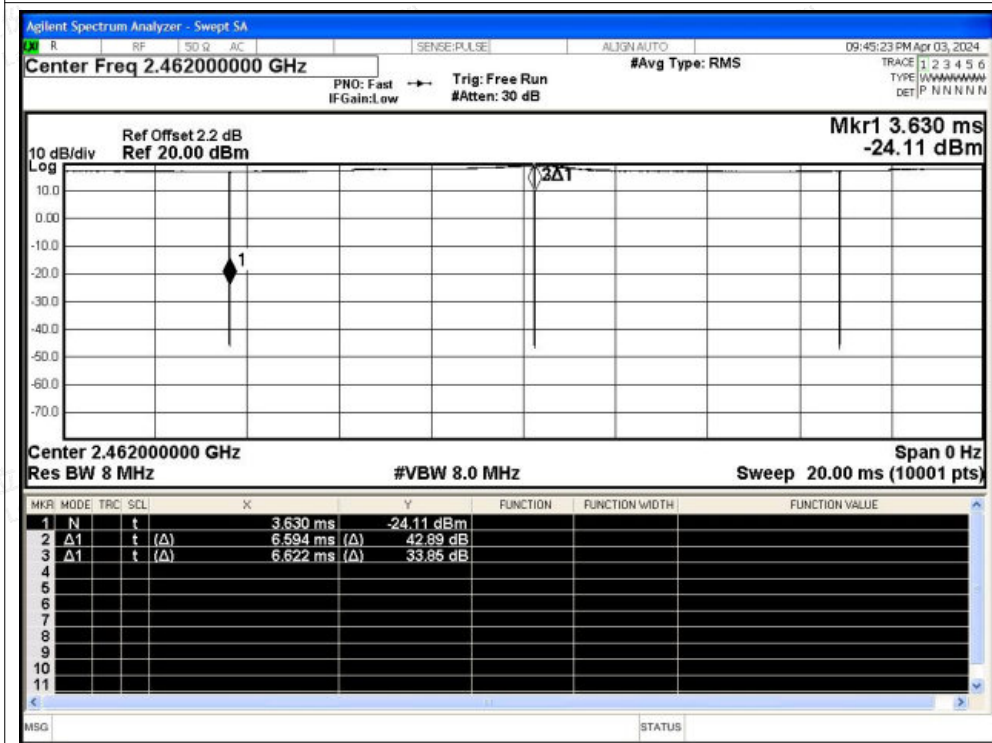 Agilent Spectrum Analyzer - Swept SA
R RF 50 Ω AC SENSE:PULSE ALIGN AUTO 09:45:23 PM Apr 03, 2024
Center Freq 2.462000000 GHz #Avg Type: RMS TRACE 1 2 3 4 5 6
PNO: Fast Trig: Free Run TYPE
IFGain:Low #Atten: 30 dB DET P N N N N N
Mkr1 3.630 ms
-24.11 dBm
Ref Offset 2.2 dB
10 dB/div Ref 20.00 dBm
Log
3Δ1
10.0
0.00
-10.0
1
-20.0
-30.0
-40.0
-50.0
-60.0
-70.0
Center 2.462000000 GHz Span 0 Hz
Res BW 8 MHz #VBW 8.0 MHz Sweep 20.00 ms (10001 pts)
MKR MODE TRC SCL X Y FUNCTION FUNCTION WIDTH FUNCTION VALUE
1 N t 3.630 ms -24.11 dBm
2 Δ1 t (Δ) 6.594 ms (Δ) 42.89 dB
3 Δ1 t (Δ) 6.622 ms (Δ) 33.85 dB
4
5
6
7
8
9
10
11
MSG STATUS